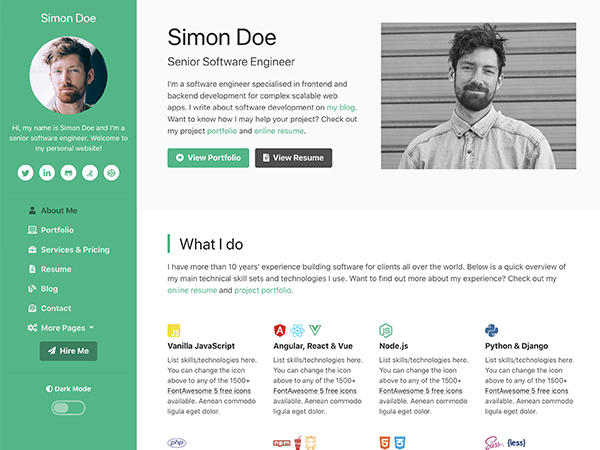 Simon Doe
Hi, my name is Simon Doe and I'm a
senior software engineer. Welcome to
my personal website!
About Me
Portfolio
Services & Pricing
Resume
Blog
Contact
More Pages
Hire Me
Dark Mode
Simon Doe
Senior Software Engineer
I'm a software engineer specialised in frontend and
backend development for complex scalable web
apps. I write about software development on my blog.
Want to know how I may help your project? Check out
my project portfolio and online resume.
View Portfolio
View Resume
What I do
I have more than 10 years' experience building software for clients all over the world. Below is a quick overview of
my main technical skill sets and technologies I use. Want to find out more about my experience? Check out my
online resume and project portfolio.
JS
Vanilla JavaScript
List skills/technologies here.
You can change the icon
above to any of the 1500+
FontAwesome 5 free icons
available. Aenean commodo
ligula eget dolor.
Angular, React & Vue
List skills/technologies here.
You can change the icon
above to any of the 1500+
FontAwesome 5 free icons
available. Aenean commodo
ligula eget dolor.
Node.js
List skills/technologies here.
You can change the icon
above to any of the 1500+
FontAwesome 5 free icons
available. Aenean commodo
ligula eget dolor.
Python & Django
List skills/technologies here.
You can change the icon
above to any of the 1500+
FontAwesome 5 free icons
available. Aenean commodo
ligula eget dolor.
php
npm
Sass
{less}